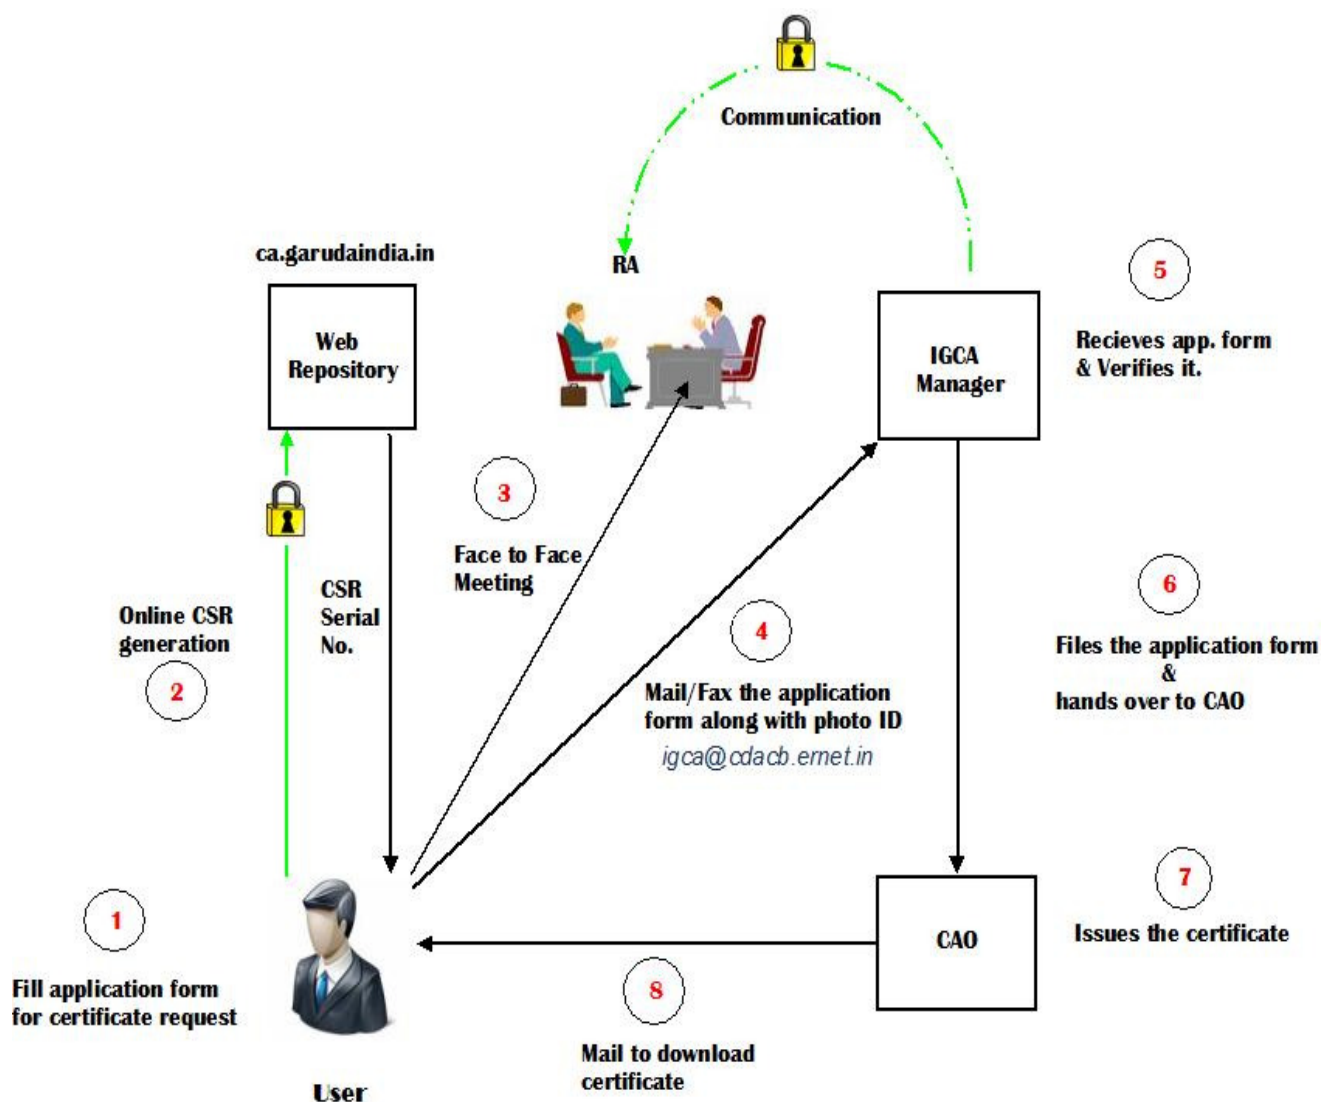 Communication
ca.garudaindia.in
RA
5
Web
Repository
IGCA
Manager
Recieves app. form
& Verifies it.
3
Face to Face
Meeting
CSR
Serial
No.
Online CSR
generation
2
4
Mail/Fax the application
form along with photo ID
igca@cdacb.ernet.in
6
Files the application form
&
hands over to CAO
7
Issues the certificate
1
Fill application form
for certificate request
CAO
8
Mail to download
certificate
User